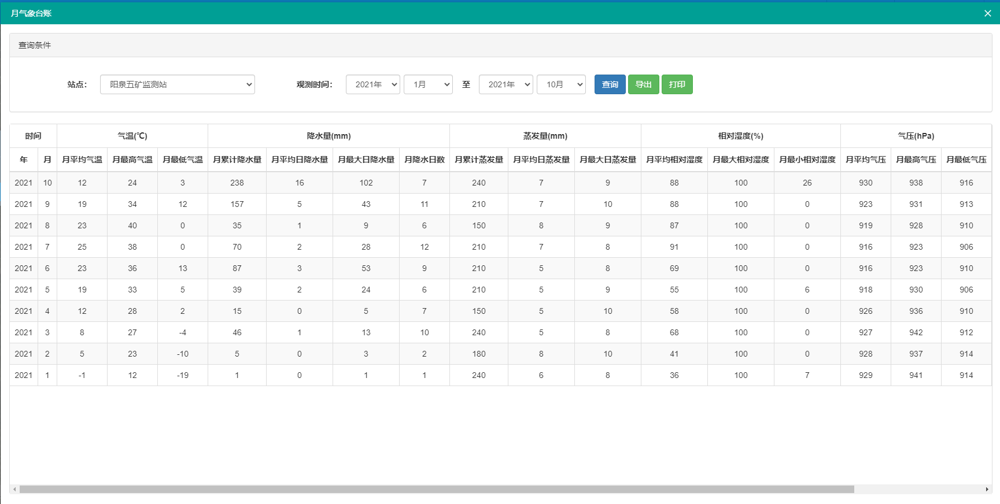 月气象台账
查询条件
站点： 阳泉五矿监测站 观测时间： 2021年 1月 至 2021年 10月 查询 导出 打印
时间 气温(℃) 降水量(mm) 蒸发量(mm) 相对湿度(%) 气压(hPa)
年 月 月平均气温 月最高气温 月最低气温 月累计降水量 月平均日降水量 月最大日降水量 月降水日数 月累计蒸发量 月平均日蒸发量 月最大日蒸发量 月平均相对湿度 月最大相对湿度 月最小相对湿度 月平均气压 月最高气压 月最低气压
2021 10 12 24 3 238 16 102 7 240 7 9 88 100 26 930 938 916
2021 9 19 34 12 157 5 43 11 210 7 10 88 100 0 923 931 913
2021 8 23 40 0 35 1 9 6 150 8 9 87 100 0 919 928 910
2021 7 25 38 0 70 2 28 12 210 7 8 91 100 0 916 923 906
2021 6 23 36 13 87 3 53 9 210 5 8 69 100 0 916 923 910
2021 5 19 33 5 39 2 24 6 210 5 9 55 100 6 918 930 906
2021 4 12 28 2 15 0 5 7 150 5 10 58 100 0 926 936 910
2021 3 8 27 -4 46 1 13 10 240 5 8 68 100 0 927 942 912
2021 2 5 23 -10 5 0 3 2 180 8 10 41 100 0 928 937 914
2021 1 -1 12 -19 1 0 1 1 240 6 8 36 100 7 929 941 914